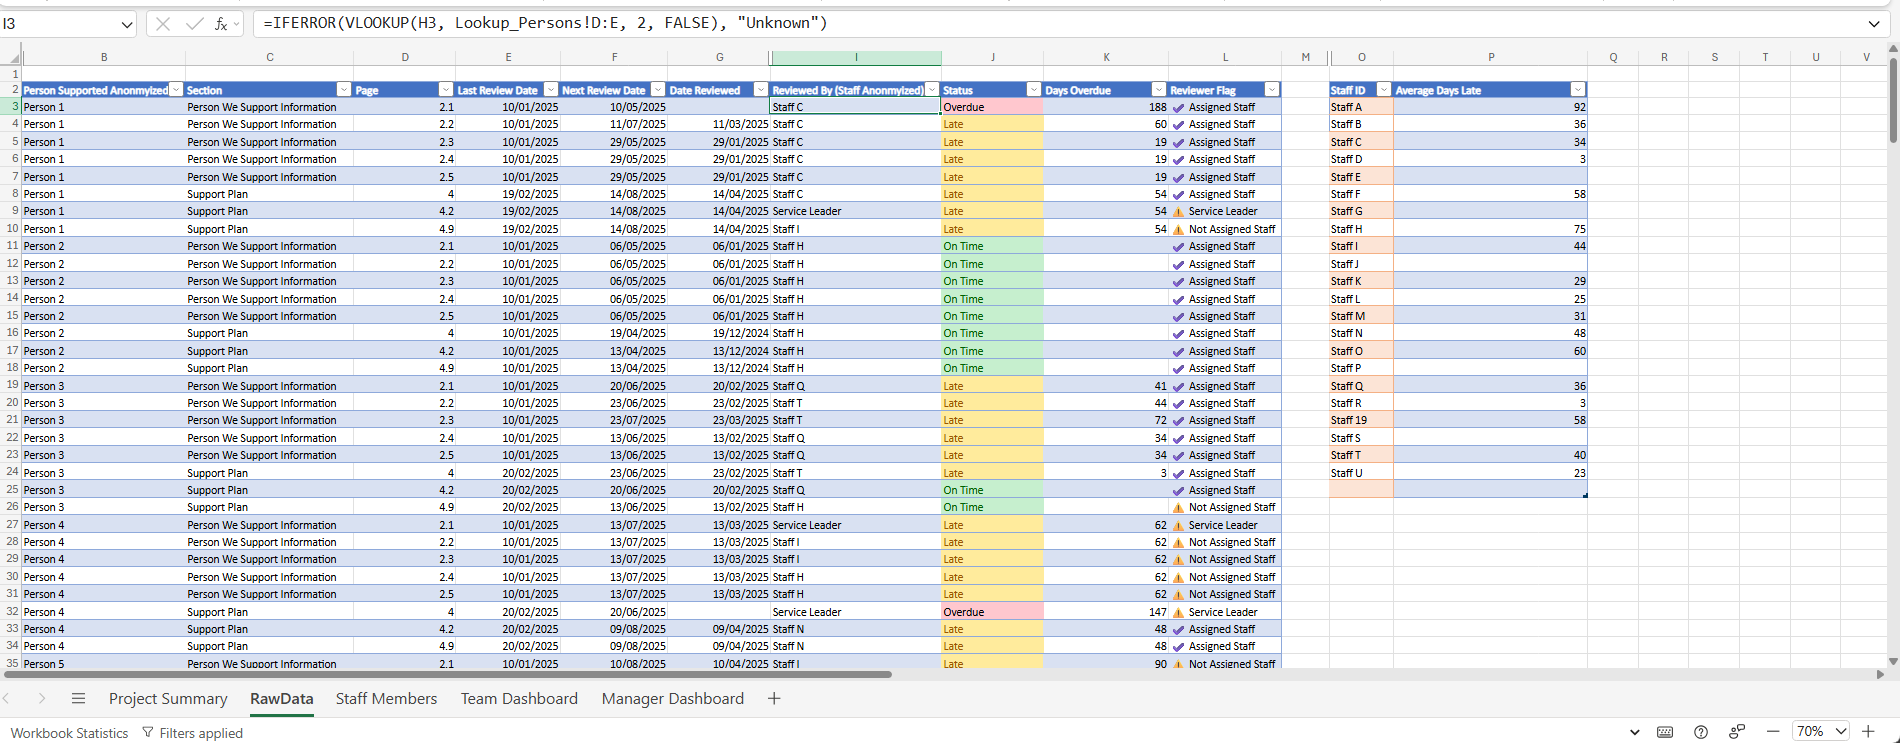 I3 fx =IFERROR(VLOOKUP(H3, Lookup_Persons!D:E, 2, FALSE), "Unknown")
B C D E F G I J K L M O P Q R S T U V
1
2 Person Supported Anonmyized Section Page Last Review Date Next Review Date Date Reviewed Reviewed By (Staff Anonmyized) Status Days Overdue Reviewer Flag Staff ID Average Days Late
3 Person 1 Person We Support Information 2.1 10/01/2025 10/05/2025 Staff C Overdue 188 Assigned Staff Staff A 92
4 Person 1 Person We Support Information 2.2 10/01/2025 11/07/2025 11/03/2025 Staff C Late 60 Assigned Staff Staff B 36
5 Person 1 Person We Support Information 2.3 10/01/2025 29/05/2025 29/01/2025 Staff C Late 19 Assigned Staff Staff C 34
6 Person 1 Person We Support Information 2.4 10/01/2025 29/05/2025 29/01/2025 Staff C Late 19 Assigned Staff Staff D 3
7 Person 1 Person We Support Information 2.5 10/01/2025 29/05/2025 29/01/2025 Staff C Late 19 Assigned Staff Staff E
8 Person 1 Support Plan 4 19/02/2025 14/08/2025 14/04/2025 Staff C Late 54 Assigned Staff Staff F 58
9 Person 1 Support Plan 4.2 19/02/2025 14/08/2025 14/04/2025 Service Leader Late 54 Service Leader Staff G
10 Person 1 Support Plan 4.9 19/02/2025 14/08/2025 14/04/2025 Staff I Late 54 Not Assigned Staff Staff H 75
11 Person 2 Person We Support Information 2.1 10/01/2025 06/05/2025 06/01/2025 Staff H On Time Assigned Staff Staff I 44
12 Person 2 Person We Support Information 2.2 10/01/2025 06/05/2025 06/01/2025 Staff H On Time Assigned Staff Staff J
13 Person 2 Person We Support Information 2.3 10/01/2025 06/05/2025 06/01/2025 Staff H On Time Assigned Staff Staff K 29
14 Person 2 Person We Support Information 2.4 10/01/2025 06/05/2025 06/01/2025 Staff H On Time Assigned Staff Staff L 25
15 Person 2 Person We Support Information 2.5 10/01/2025 06/05/2025 06/01/2025 Staff H On Time Assigned Staff Staff M 31
16 Person 2 Support Plan 4 10/01/2025 19/04/2025 19/12/2024 Staff H On Time Assigned Staff Staff N 48
17 Person 2 Support Plan 4.2 10/01/2025 13/04/2025 13/12/2024 Staff H On Time Assigned Staff Staff O 60
18 Person 2 Support Plan 4.9 10/01/2025 13/04/2025 13/12/2024 Staff H On Time Assigned Staff Staff P
19 Person 3 Person We Support Information 2.1 10/01/2025 20/06/2025 20/02/2025 Staff Q Late 41 Assigned Staff Staff Q 36
20 Person 3 Person We Support Information 2.2 10/01/2025 23/06/2025 23/02/2025 Staff T Late 44 Assigned Staff Staff R 3
21 Person 3 Person We Support Information 2.3 10/01/2025 23/07/2025 23/03/2025 Staff T Late 72 Assigned Staff Staff 19 58
22 Person 3 Person We Support Information 2.4 10/01/2025 13/06/2025 13/02/2025 Staff Q Late 34 Assigned Staff Staff S
23 Person 3 Person We Support Information 2.5 10/01/2025 13/06/2025 13/02/2025 Staff Q Late 34 Assigned Staff Staff T 40
24 Person 3 Support Plan 4 20/02/2025 23/06/2025 23/02/2025 Staff T Late 3 Assigned Staff Staff U 23
25 Person 3 Support Plan 4.2 20/02/2025 20/06/2025 20/02/2025 Staff Q On Time Assigned Staff
26 Person 3 Support Plan 4.9 20/02/2025 13/06/2025 13/02/2025 Staff H On Time Not Assigned Staff
27 Person 4 Person We Support Information 2.1 10/01/2025 13/07/2025 13/03/2025 Service Leader Late 62 Service Leader
28 Person 4 Person We Support Information 2.2 10/01/2025 13/07/2025 13/03/2025 Staff I Late 62 Not Assigned Staff
29 Person 4 Person We Support Information 2.3 10/01/2025 13/07/2025 13/03/2025 Staff I Late 62 Not Assigned Staff
30 Person 4 Person We Support Information 2.4 10/01/2025 13/07/2025 13/03/2025 Staff H Late 62 Not Assigned Staff
31 Person 4 Person We Support Information 2.5 10/01/2025 13/07/2025 13/03/2025 Staff H Late 62 Not Assigned Staff
32 Person 4 Support Plan 4 20/02/2025 20/06/2025 Service Leader Overdue 147 Service Leader
33 Person 4 Support Plan 4.2 20/02/2025 09/08/2025 09/04/2025 Staff N Late 48 Assigned Staff
34 Person 4 Support Plan 4.9 20/02/2025 09/08/2025 09/04/2025 Staff N Late 48 Assigned Staff
35 Person 5 Person We Support Information 2.1 10/01/2025 10/08/2025 10/04/2025 Staff I Late 90 Not Assigned Staff
Project Summary RawData Staff Members Team Dashboard Manager Dashboard +
Workbook Statistics Filters applied 70%